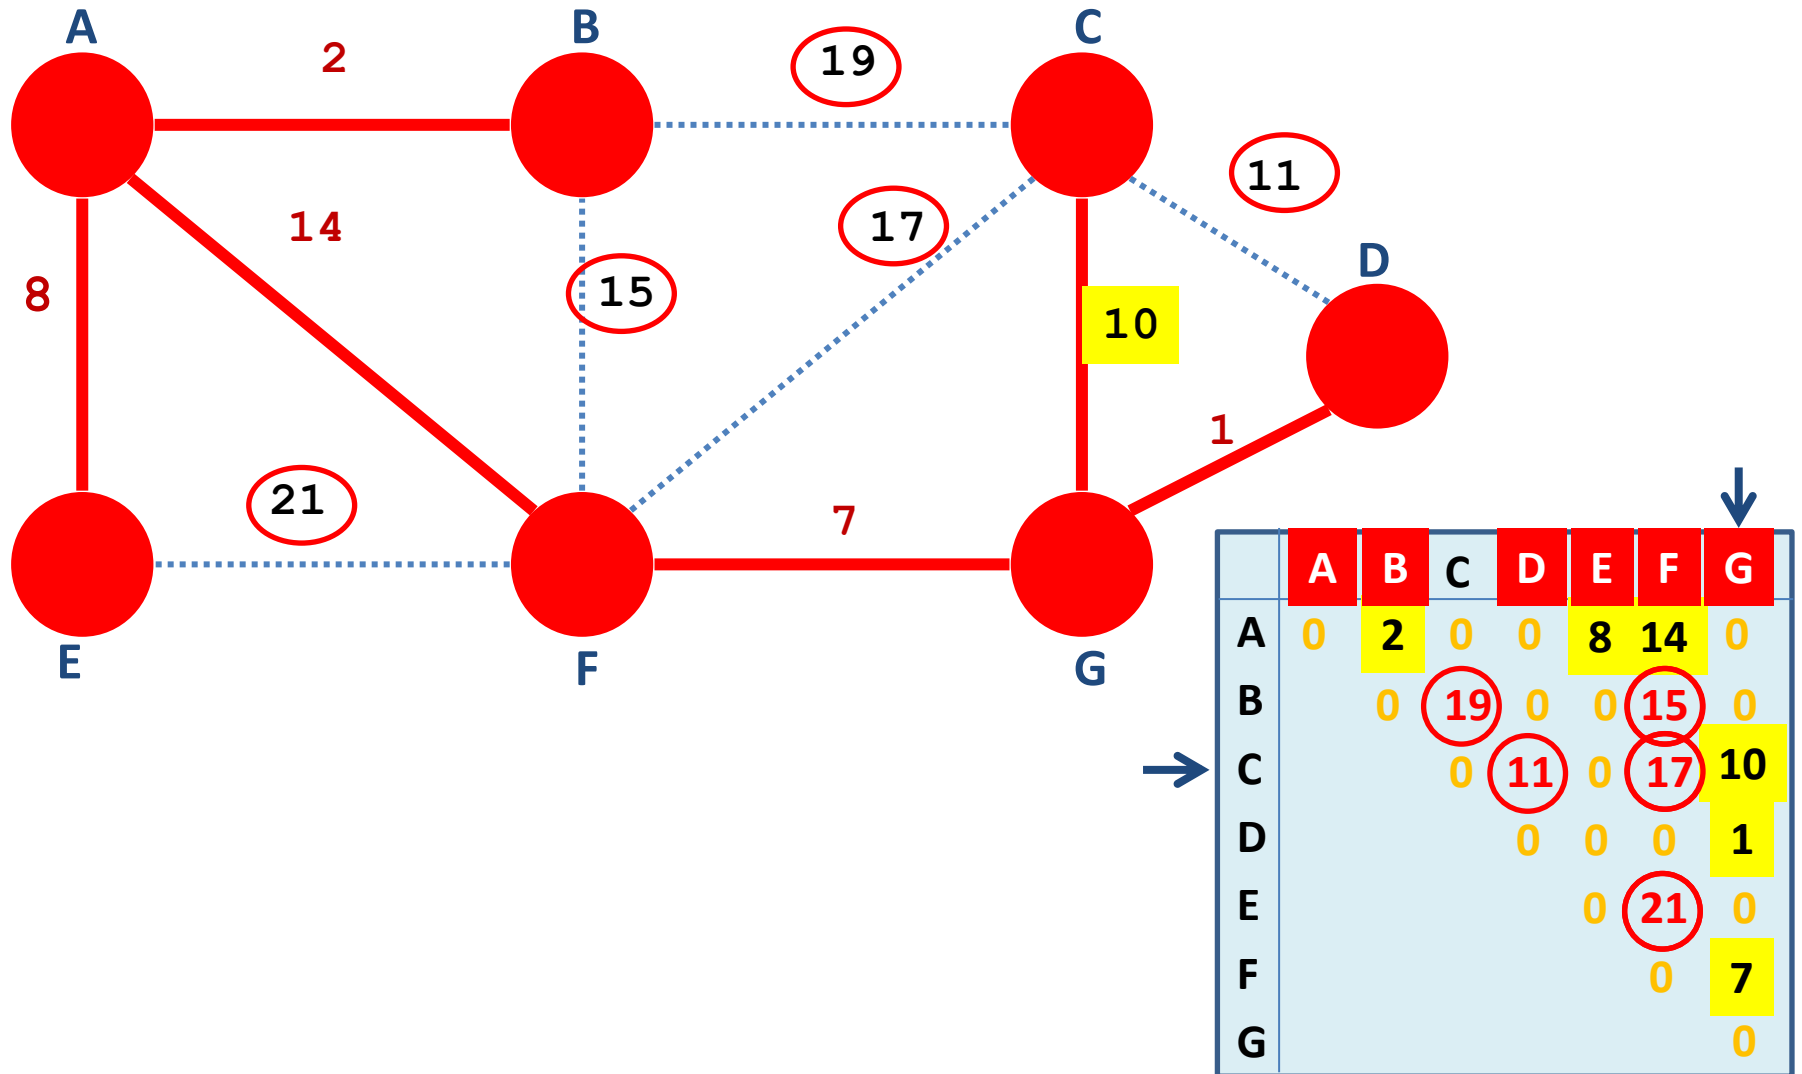 A B C
2 19
11
14 17
D
8 15
10
1
21 7
E F G
A B C D E F G
A 0 2 0 0 8 14 0
B 0 19 0 0 15 0
C 0 11 0 17 10
D 0 0 0 1
E 0 21 0
F 0 7
G 0